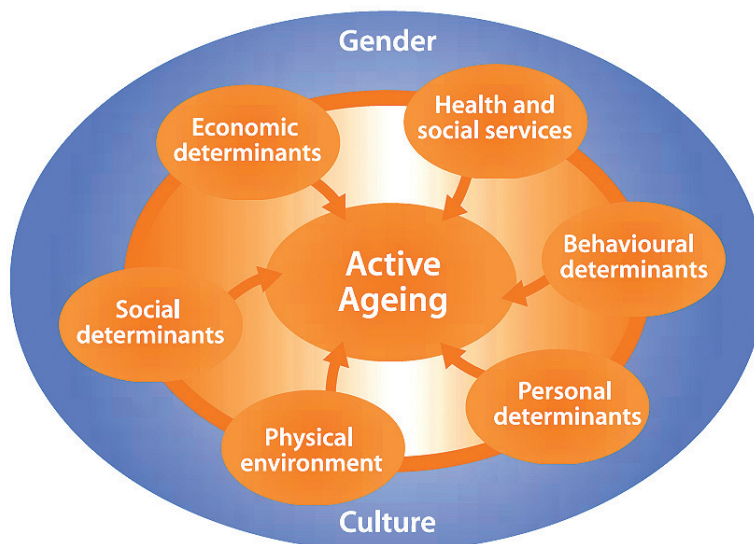 Gender
Economic
determinants
Health and
social services
Behavioural
determinants
Active
Ageing
Social
determinants
Personal
determinants
Physical
environment
Culture